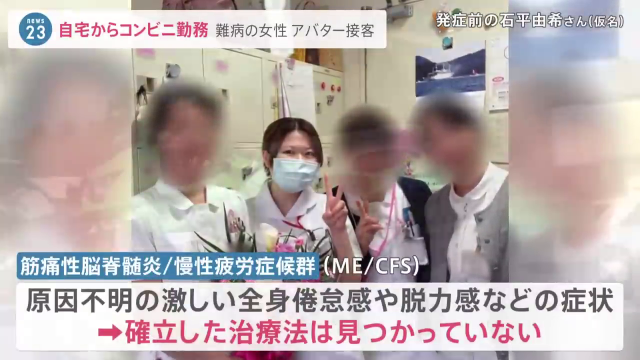 news
23
自宅からコンビニ勤務 難病の女性 アバター接客
発症前の石平由希さん(仮名)
筋痛性脳脊髄炎/慢性疲労症候群(ME/CFS)
原因不明の激しい全身倦怠感や脱力感などの症状
➡確立した治療法は見つかっていない